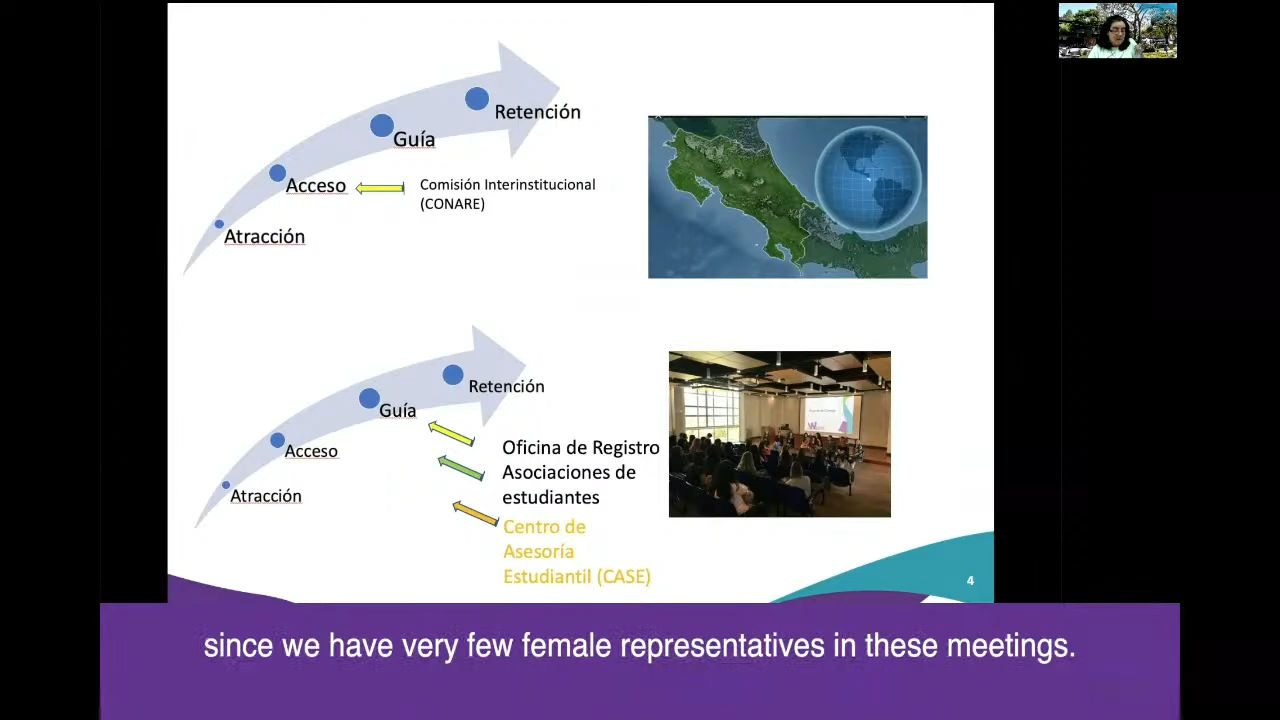 Retención
Guía
Acceso
Comisión Interinstitucional
(CONARE)
Atracción
Retención
Guía
Acceso
Atracción
Oficina de Registro
Asociaciones de
estudiantes
Centro de
Asesoría
Estudiantil (CASE)
4
since we have very few female representatives in these meetings.